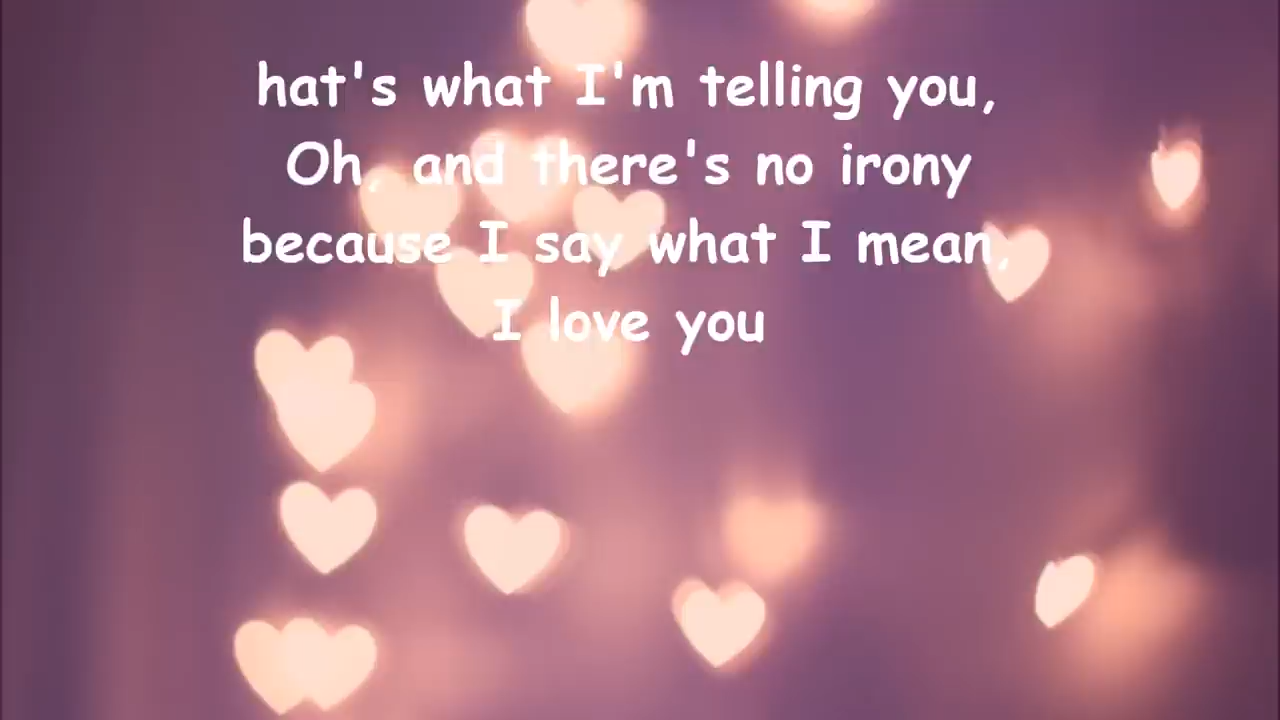 hat's what I'm telling you,
Oh, and there's no irony
because I say what I mean,
I love you